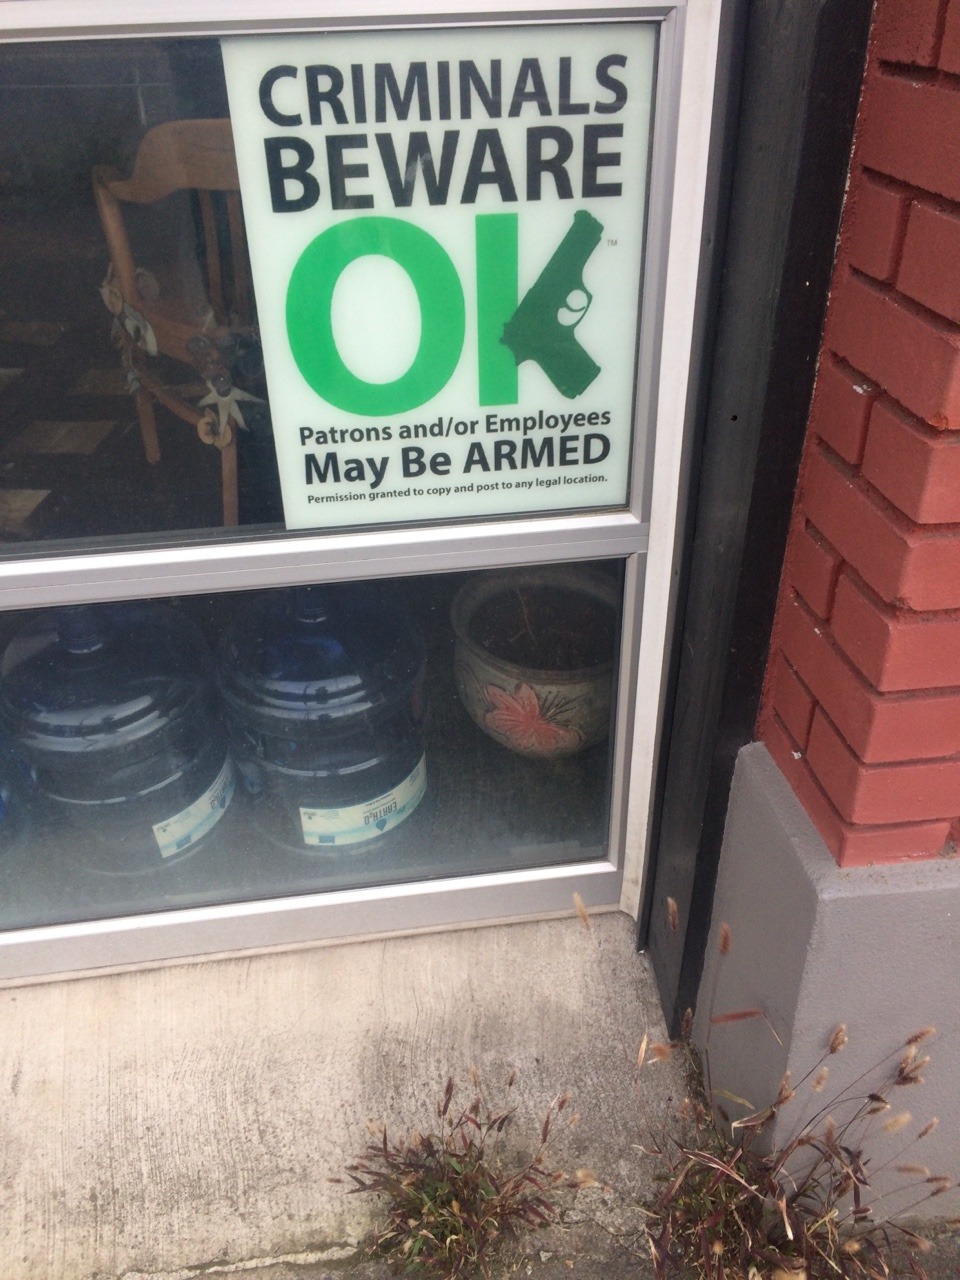 CRIMINALS
BEWARE
OK
TM
Patrons and/or Employees
May Be ARMED
Permission granted to copy and post to any legal location.
EARTH2O